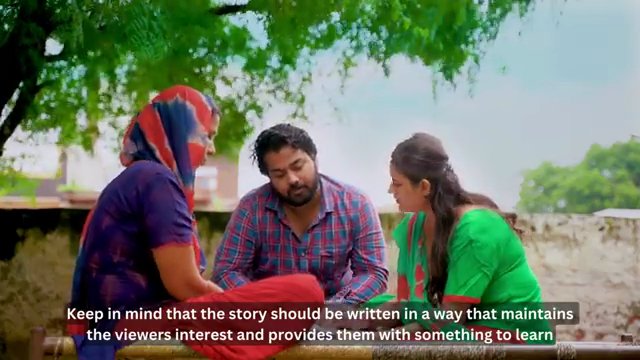 Keep in mind that the story should be written in a way that maintains
the viewers interest and provides them with something to learn